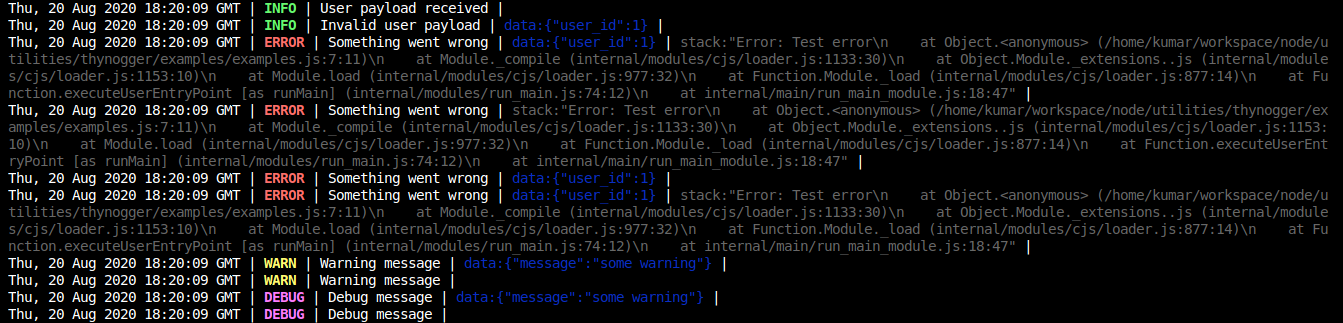 Thu, 20 Aug 2020 18:20:09 GMT | INFO | User payload received |
Thu, 20 Aug 2020 18:20:09 GMT | INFO | Invalid user payload | data:{"user_id":1} |
Thu, 20 Aug 2020 18:20:09 GMT | ERROR | Something went wrong | data:{"user_id":1} | stack:"Error: Test error\n    at Object.<anonymous> (/home/kumar/workspace/node/u
tilities/thynogger/examples/examples.js:7:11)\n    at Module._compile (internal/modules/cjs/loader.js:1133:30)\n    at Object.Module._extensions..js (internal/module
s/cjs/loader.js:1153:10)\n    at Module.load (internal/modules/cjs/loader.js:977:32)\n    at Function.Module._load (internal/modules/cjs/loader.js:877:14)\n    at Fu
nction.executeUserEntryPoint [as runMain] (internal/modules/run_main.js:74:12)\n    at internal/main/run_main_module.js:18:47" |
Thu, 20 Aug 2020 18:20:09 GMT | ERROR | Something went wrong | stack:"Error: Test error\n    at Object.<anonymous> (/home/kumar/workspace/node/utilities/thynogger/ex
amples/examples.js:7:11)\n    at Module._compile (internal/modules/cjs/loader.js:1133:30)\n    at Object.Module._extensions..js (internal/modules/cjs/loader.js:1153:
10)\n    at Module.load (internal/modules/cjs/loader.js:977:32)\n    at Function.Module._load (internal/modules/cjs/loader.js:877:14)\n    at Function.executeUserEnt
ryPoint [as runMain] (internal/modules/run_main.js:74:12)\n    at internal/main/run_main_module.js:18:47" |
Thu, 20 Aug 2020 18:20:09 GMT | ERROR | Something went wrong | data:{"user_id":1} |
Thu, 20 Aug 2020 18:20:09 GMT | ERROR | Something went wrong | data:{"user_id":1} | stack:"Error: Test error\n    at Object.<anonymous> (/home/kumar/workspace/node/u
tilities/thynogger/examples/examples.js:7:11)\n    at Module._compile (internal/modules/cjs/loader.js:1133:30)\n    at Object.Module._extensions..js (internal/module
s/cjs/loader.js:1153:10)\n    at Module.load (internal/modules/cjs/loader.js:977:32)\n    at Function.Module._load (internal/modules/cjs/loader.js:877:14)\n    at Fu
nction.executeUserEntryPoint [as runMain] (internal/modules/run_main.js:74:12)\n    at internal/main/run_main_module.js:18:47" |
Thu, 20 Aug 2020 18:20:09 GMT | WARN | Warning message | data:{"message":"some warning"} |
Thu, 20 Aug 2020 18:20:09 GMT | WARN | Warning message |
Thu, 20 Aug 2020 18:20:09 GMT | DEBUG | Debug message | data:{"message":"some warning"} |
Thu, 20 Aug 2020 18:20:09 GMT | DEBUG | Debug message |